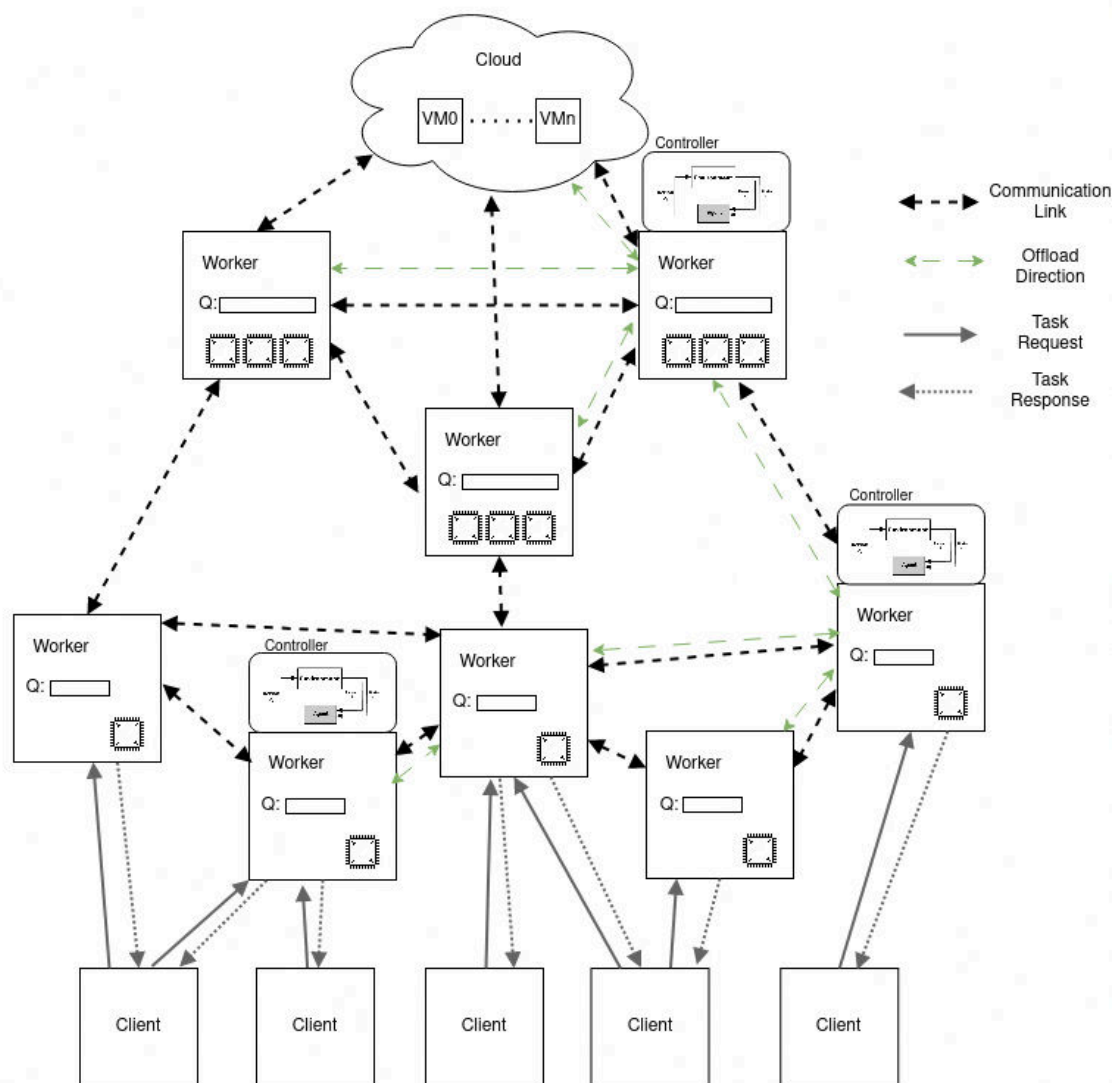 Cloud
VM0
VMn
Controller
Communication
Link
Worker
Worker
Offload
Direction
Q:
Q:
Task
Request
Task
Response
Worker
Q:
Controller
Worker
Worker
Controller
Worker
Q:
Q:
Q:
Worker
Worker
Q:
Q:
Client
Client
Client
Client
Client